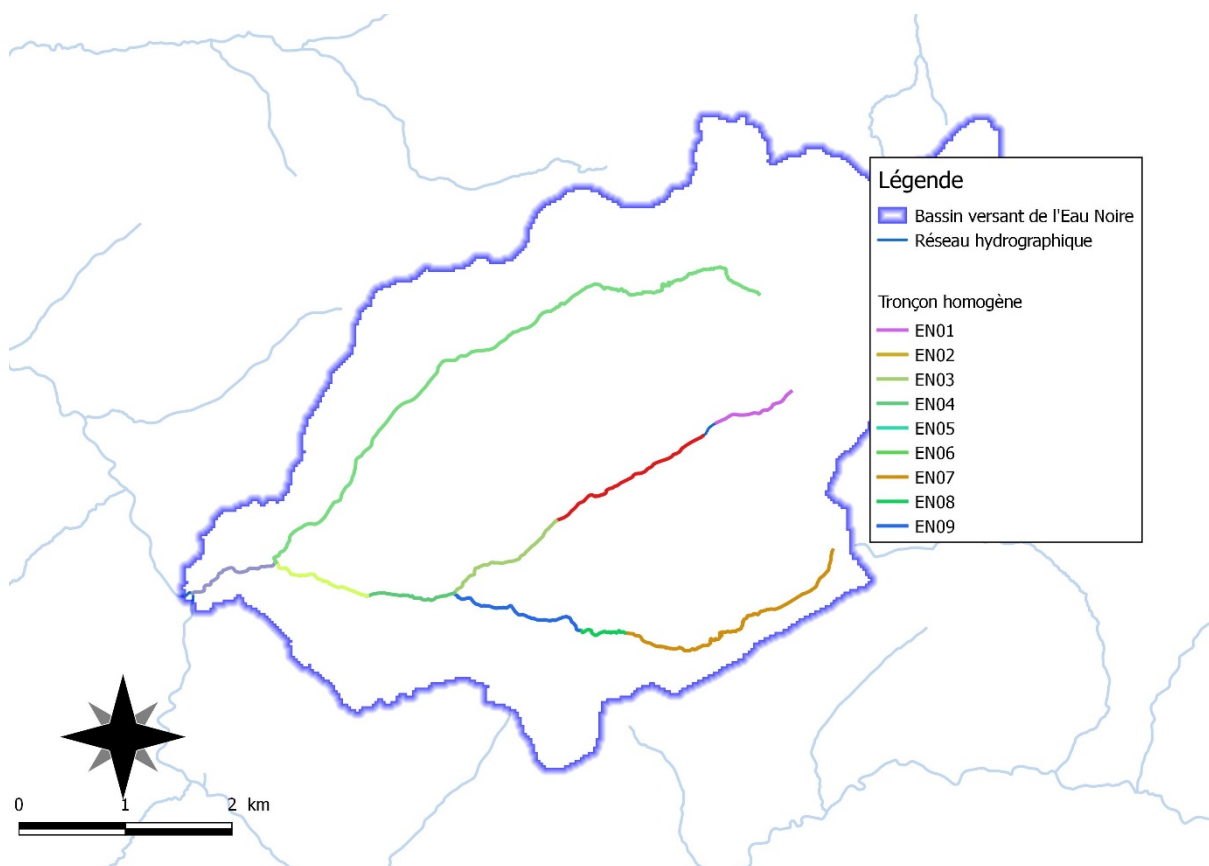 Légende
Bassin versant de l'Eau Noire
Réseau hydrographique
Tronçon homogène
EN01
EN02
EN03
EN04
EN05
EN06
EN07
EN08
EN09
0 1 2 km